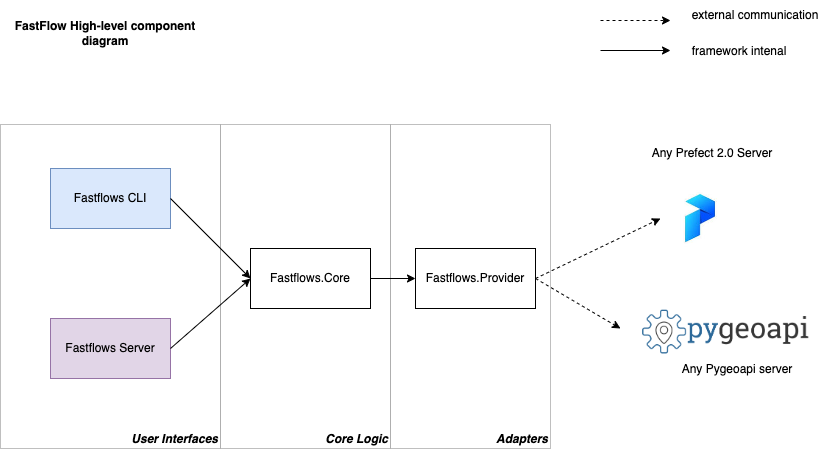 FastFlow High-level component
diagram
external communication
framework intenal
Any Prefect 2.0 Server
Fastflows CLI
Fastflows.Core
Fastflows.Provider
Fastflows Server
pygeoapi
Any Pygeoapi server
User Interfaces
Core Logic
Adapters